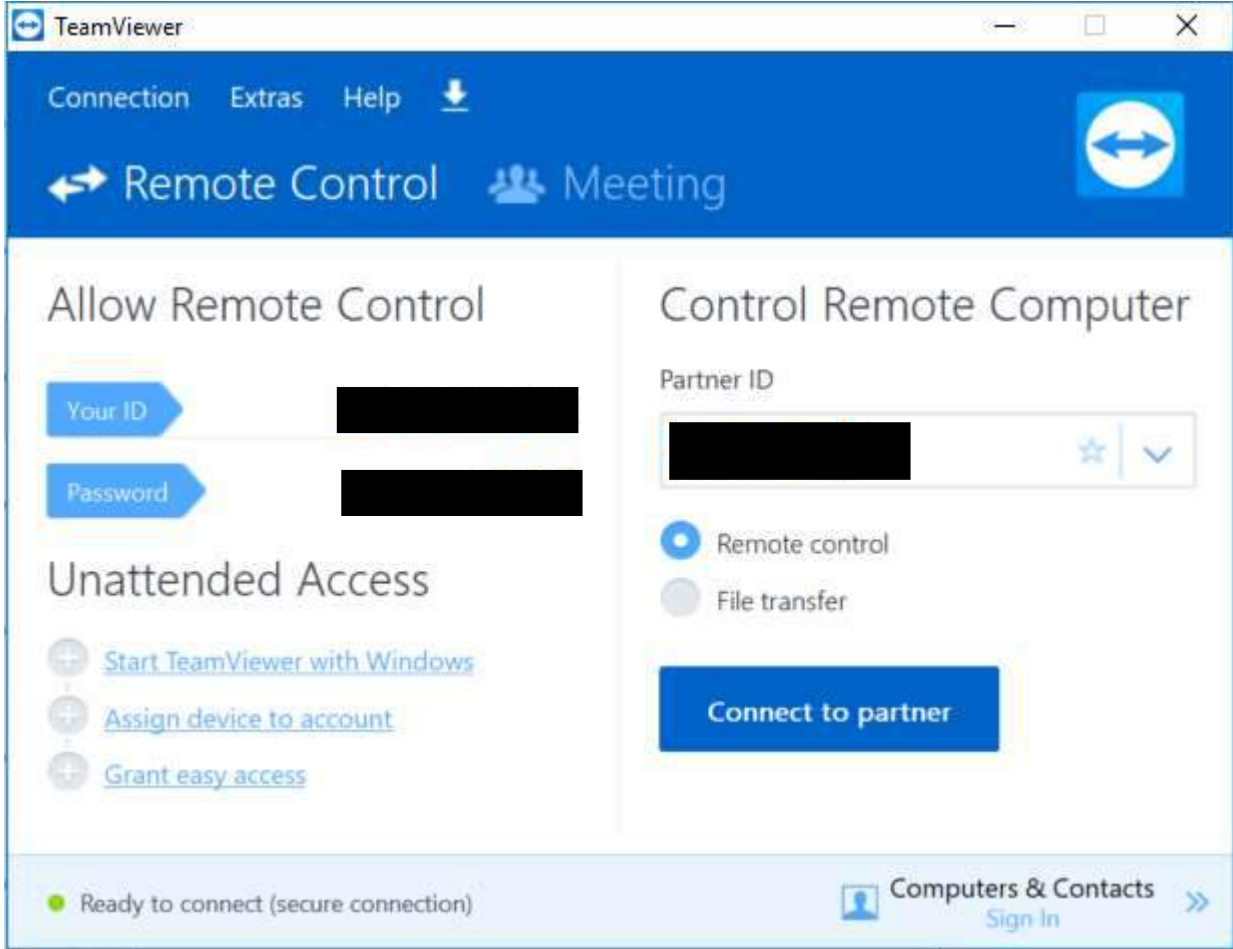 TeamViewer
Connection Extras Help
Remote Control Meeting
Allow Remote Control
Your ID
Password
Unattended Access
Start TeamViewer with Windows
Assign device to account
Grant easy access
Control Remote Computer
Partner ID
Remote control
File transfer
Connect to partner
Ready to connect (secure connection)
Computers & Contacts
Sign In